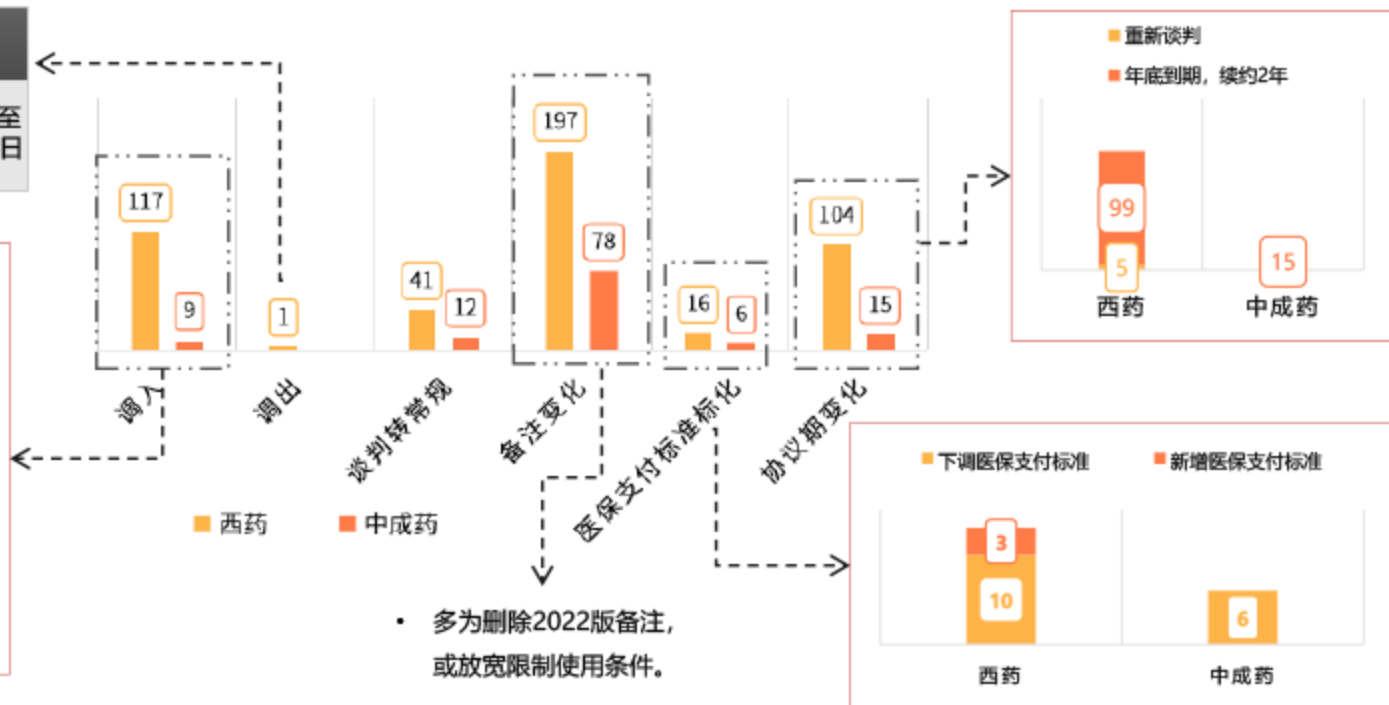 至
日
117
9
1
41
12
197
78
16
6
104
15
调入
调出
谈判转常规
备注变化
医保支付标准标化
协议期变化
西药
中成药
• 多为删除2022版备注，
或放宽限制使用条件。
重新谈判
年底到期，续约2年
99
5
15
西药
中成药
下调医保支付标准
新增医保支付标准
3
10
6
西药
中成药